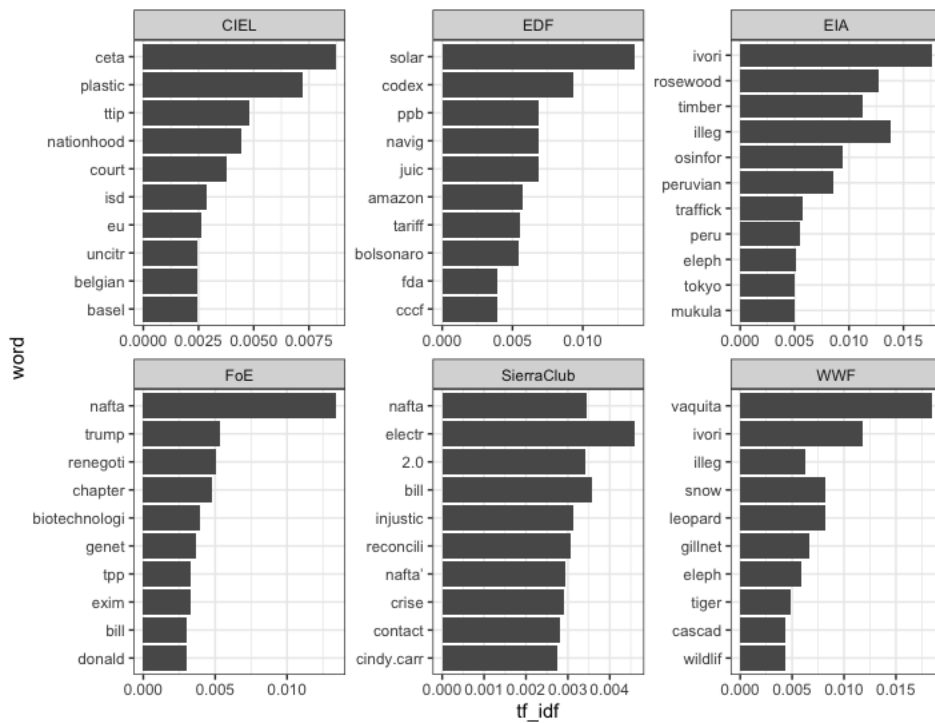 CIEL
EDF
EIA
ceta
plastic
ttip
nationhood
court
isd
eu
uncitr
belgian
basel
0.0000
0.0025
0.0050
0.0075
solar
codex
ppb
navig
juic
amazon
tariff
bolsonaro
fda
cccf
0.000
0.005
0.010
ivori
rosewood
timber
illeg
osinfor
peruvian
traffick
peru
eleph
tokyo
mukula
0.000
0.005
0.010
0.015
word
FoE
SierraClub
WWF
nafta
trump
renegoti
chapter
biotechnologi
genet
tpp
exim
bill
donald
0.000
0.005
0.010
nafta
electr
2.0
bill
injustic
reconcili
nafta'
crise
contact
cindy.carr
0.000
0.001
0.002
0.003
0.004
vaquita
ivori
illeg
snow
leopard
gillnet
eleph
tiger
cascad
wildlif
0.000
0.005
0.010
0.015
tf_idf